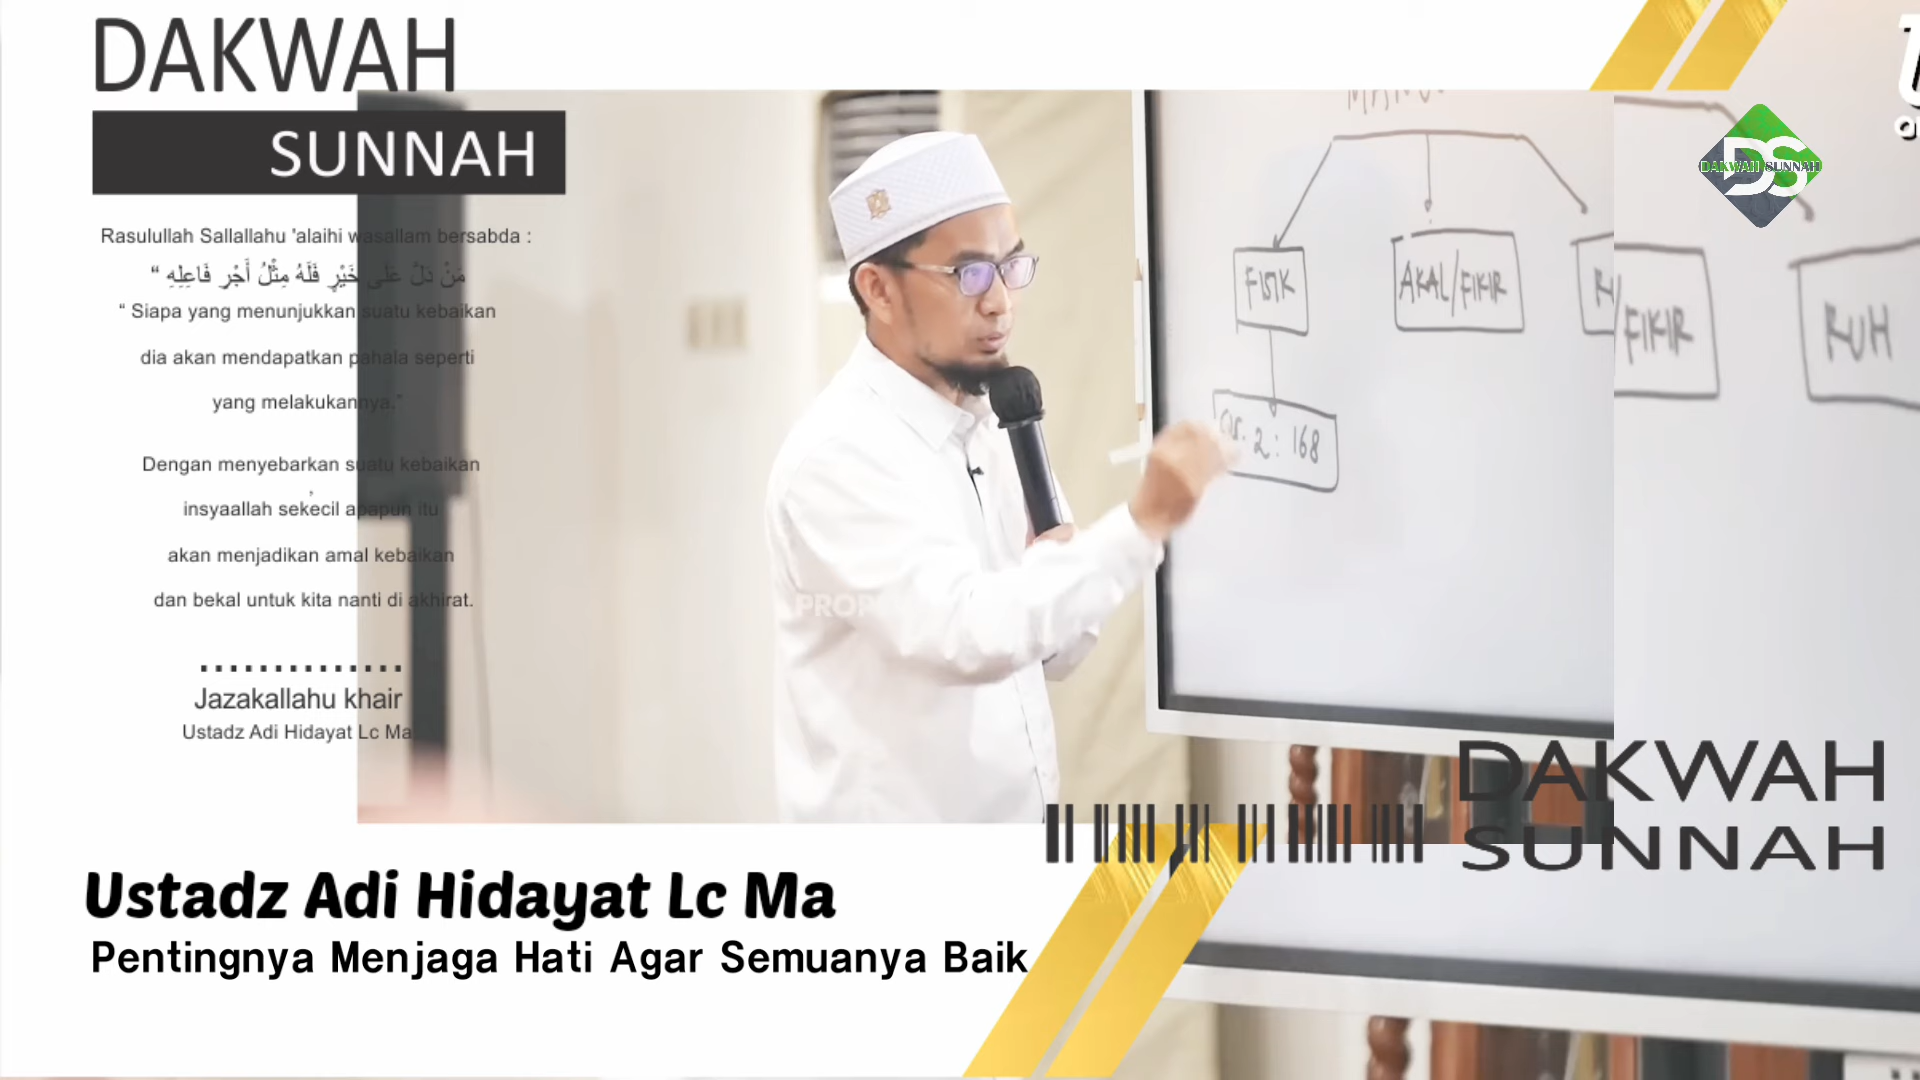 DAKWAH
SUNNAH
Rasulullah Sallallahu 'alaihi wasallam bersabda :
“ مَنْ دَلَّ عَلَى خَيْرٍ فَلَهُ مِثْلُ أَجْرِ فَاعِلِهِ
“ Siapa yang menunjukkan suatu kebaikan
dia akan mendapatkan pahala seperti
yang melakukannya.”
Dengan menyebarkan suatu kebaikan
insyaallah sekecil apapun itu
akan menjadikan amal kebaikan
dan bekal untuk kita nanti di akhirat.
Jazakallahu khair
Ustadz Adi Hidayat Lc Ma
FISIK
AKAL/FIKIR
/FIKIR
RUH
QS. 2 : 168
DS
DAKWAH SUNNAH
PROP
DAKWAH
SUNNAH
Ustadz Adi Hidayat Lc Ma
Pentingnya Menjaga Hati Agar Semuanya Baik